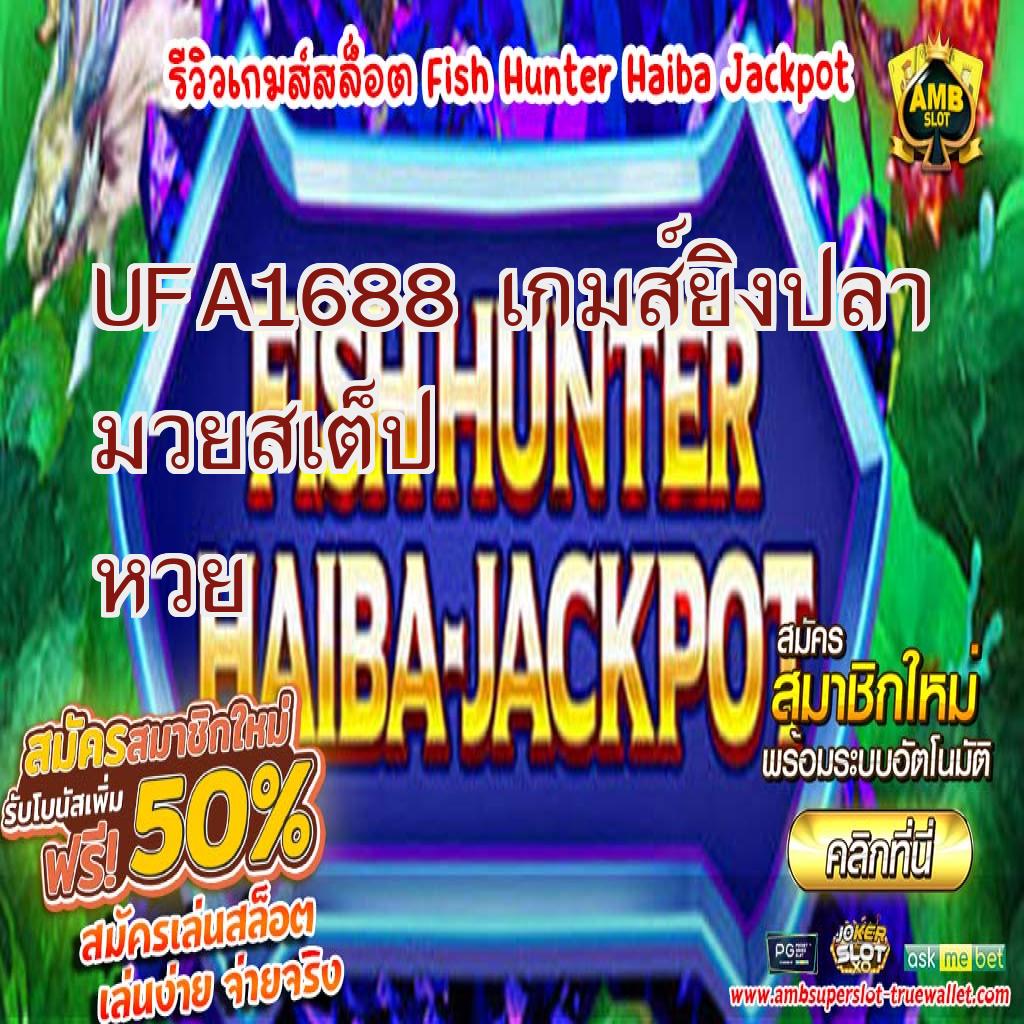 รีวิวเกมส์สล็อต Fish Hunter Haiba Jackpot
AMB
SLOT
UFA1688 เกมส์ยิงปลา
FISH HUNTER
มวยสเต็ป
หวย
HAIBA-JACKPOT
สมัคร
สมาชิกใหม่
พร้อมระบบอัตโนมัติ
คลิกที่นี่
สมัครสมาชิกใหม่
รับโบนัสเพิ่ม
ฟรี! 50%
สมัครเล่นสล็อต
เล่นง่าย จ่ายจริง
PG
JOKER
SLOT
XO
ask me bet
www.ambsuperslot-truewallet.com